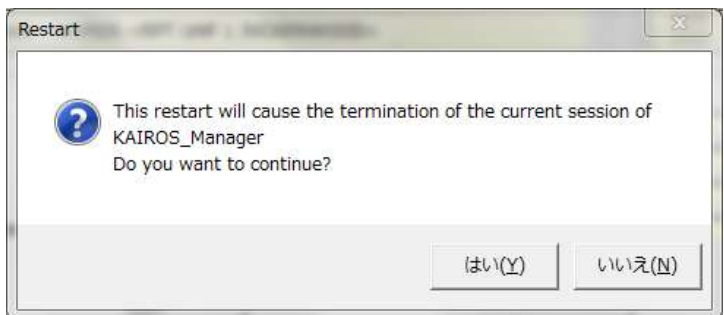 Restart
This restart will cause the termination of the current session of
KAIROS_Manager
Do you want to continue?
はい(Y)
いいえ(N)